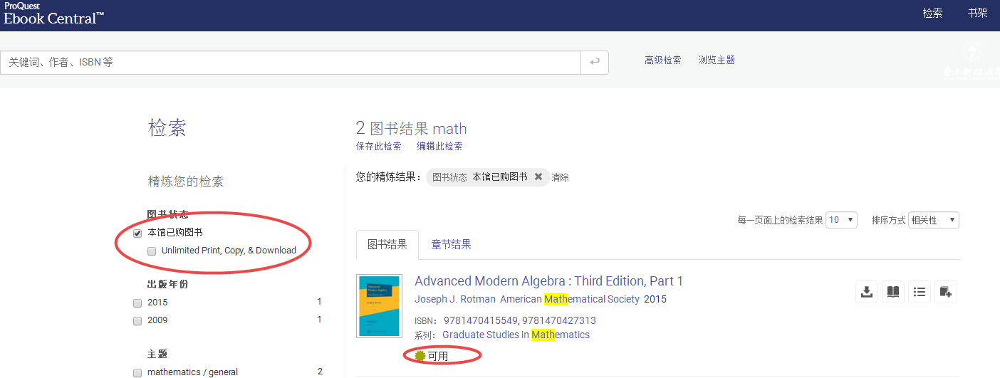 ProQuest
Ebook Central™
检索 书架
关键词、作者、ISBN 等
高级检索 浏览主题
检索
精炼您的检索
图书状态
本馆已购图书
Unlimited Print, Copy, & Download
出版年份
2015 1
2009 1
主题
mathematics / general 2
2 图书结果 math
保存此检索 编辑此检索
您的精炼结果： 图书状态 本馆已购图书 清除
每一页面上的检索结果 10 排序方式 相关性
图书结果 章节结果
Advanced Modern Algebra : Third Edition, Part 1
Joseph J. Rotman American Mathematical Society 2015
ISBN： 9781470415549, 9781470427313
系列： Graduate Studies in Mathematics
可用